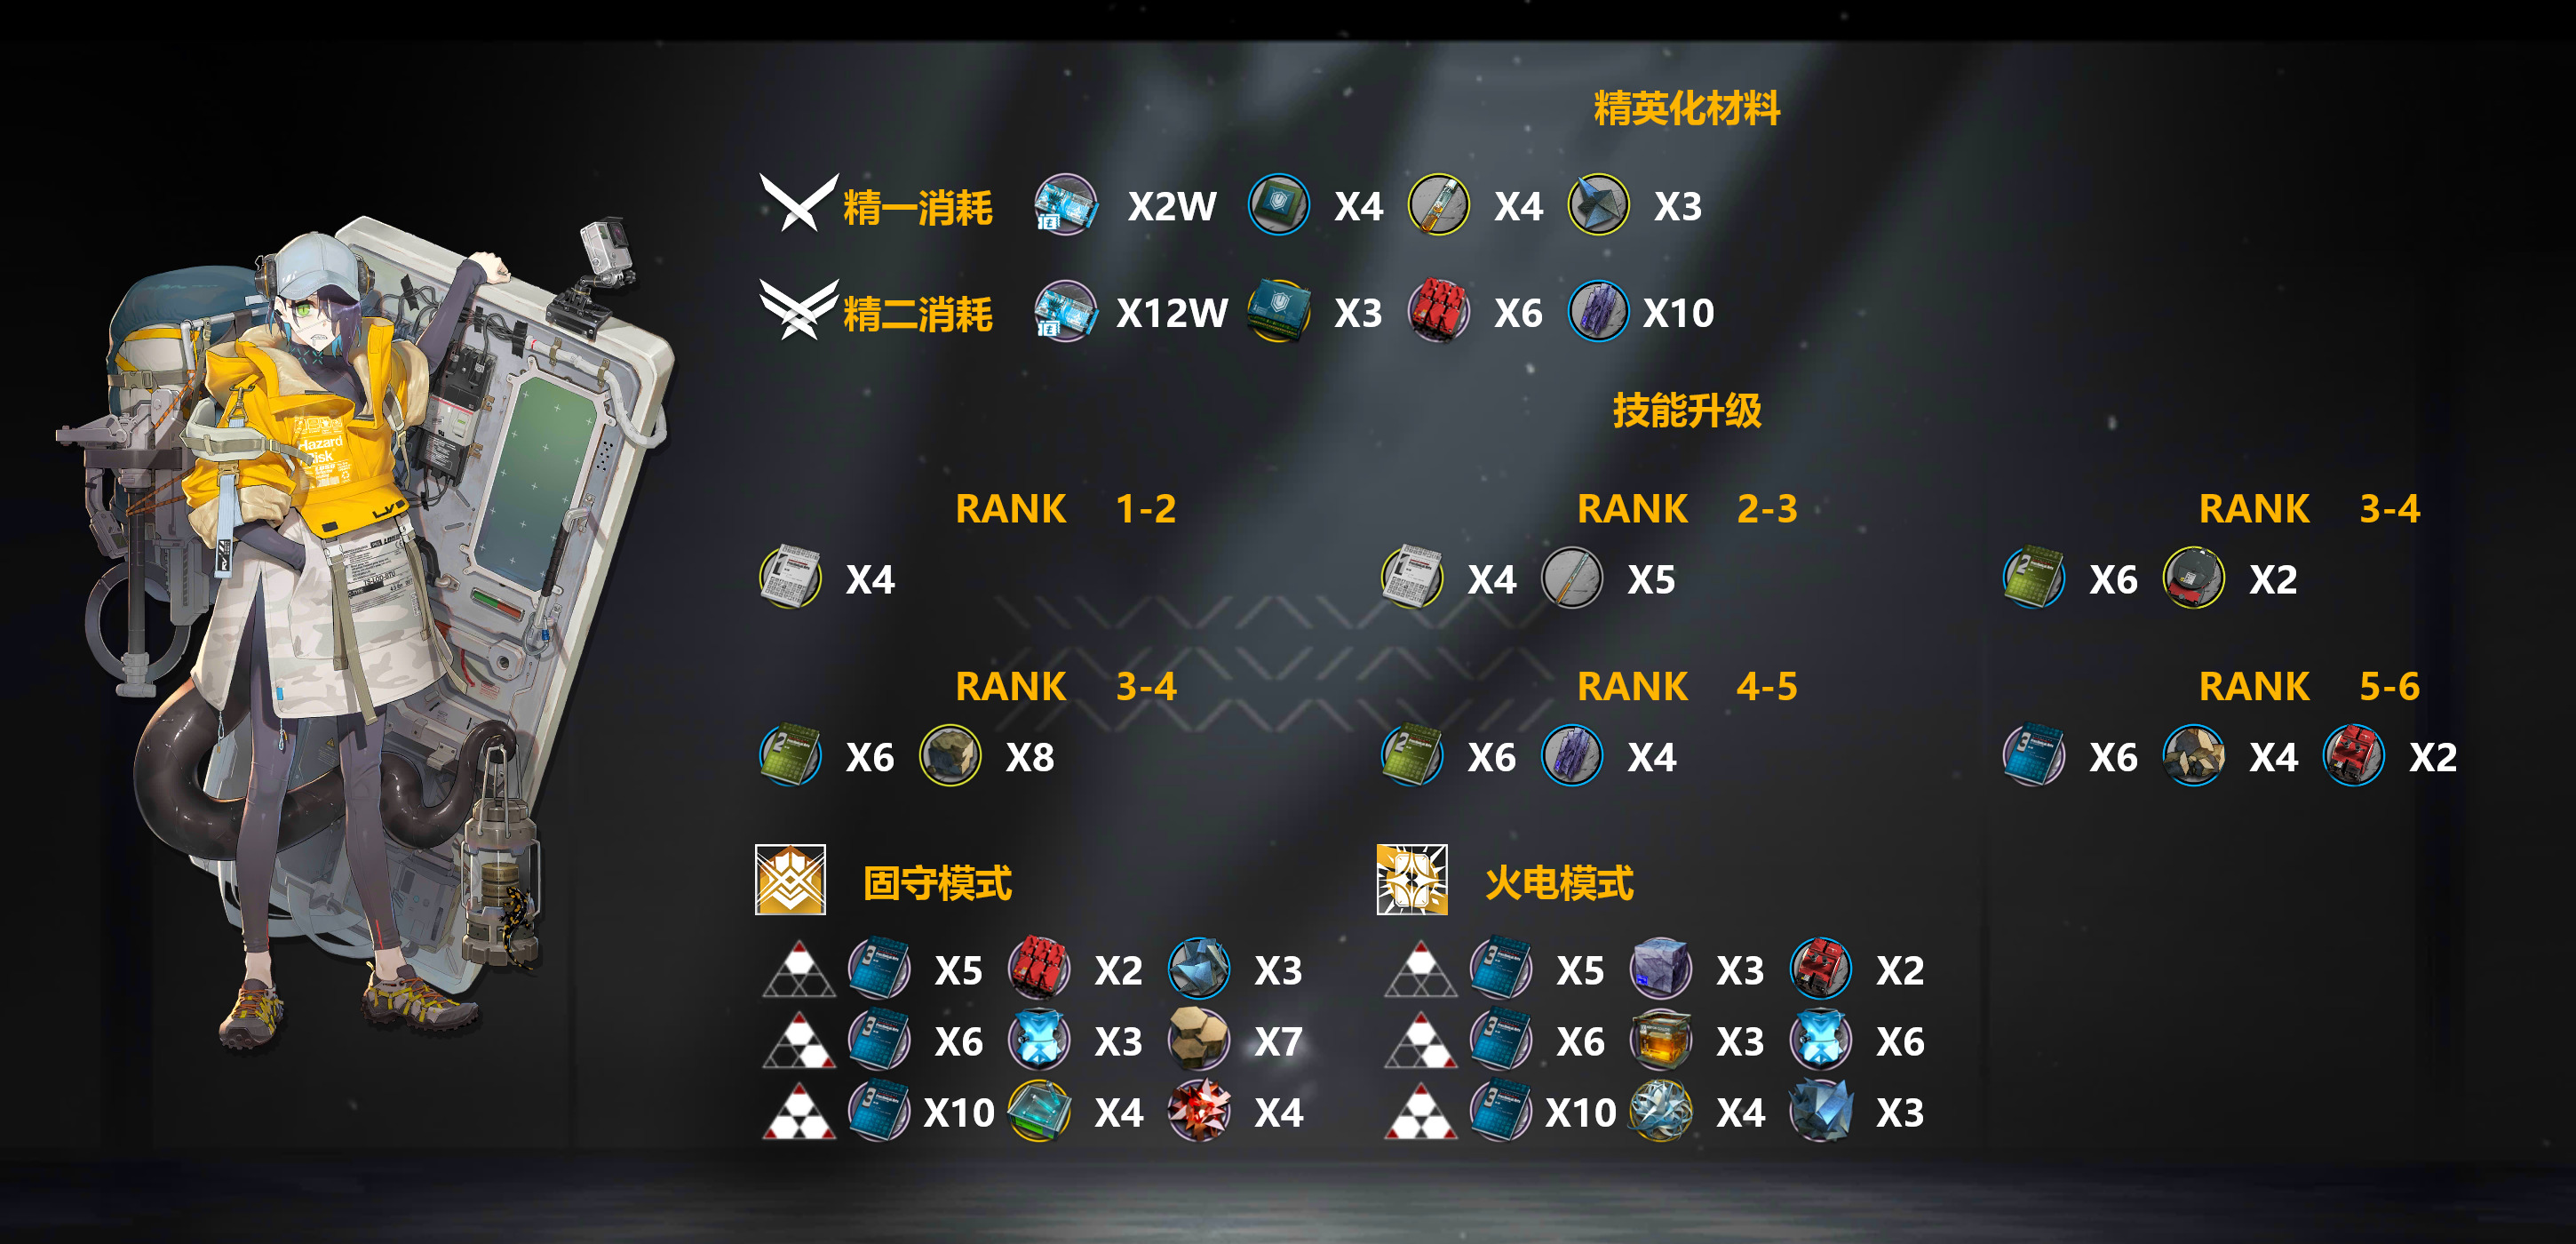 精英化材料
精一消耗 X2W X4 X4 X3
精二消耗 X12W X3 X6 X10
技能升级
RANK 1-2 RANK 2-3 RANK 3-4
X4 X4 X5 X6 X2
RANK 3-4 RANK 4-5 RANK 5-6
X6 X8 X6 X4 X6 X4 X2
固守模式 火电模式
X5 X2 X3 X5 X3 X2
X6 X3 X7 X6 X3 X6
X10 X4 X4 X10 X4 X3
Hazard
Risk